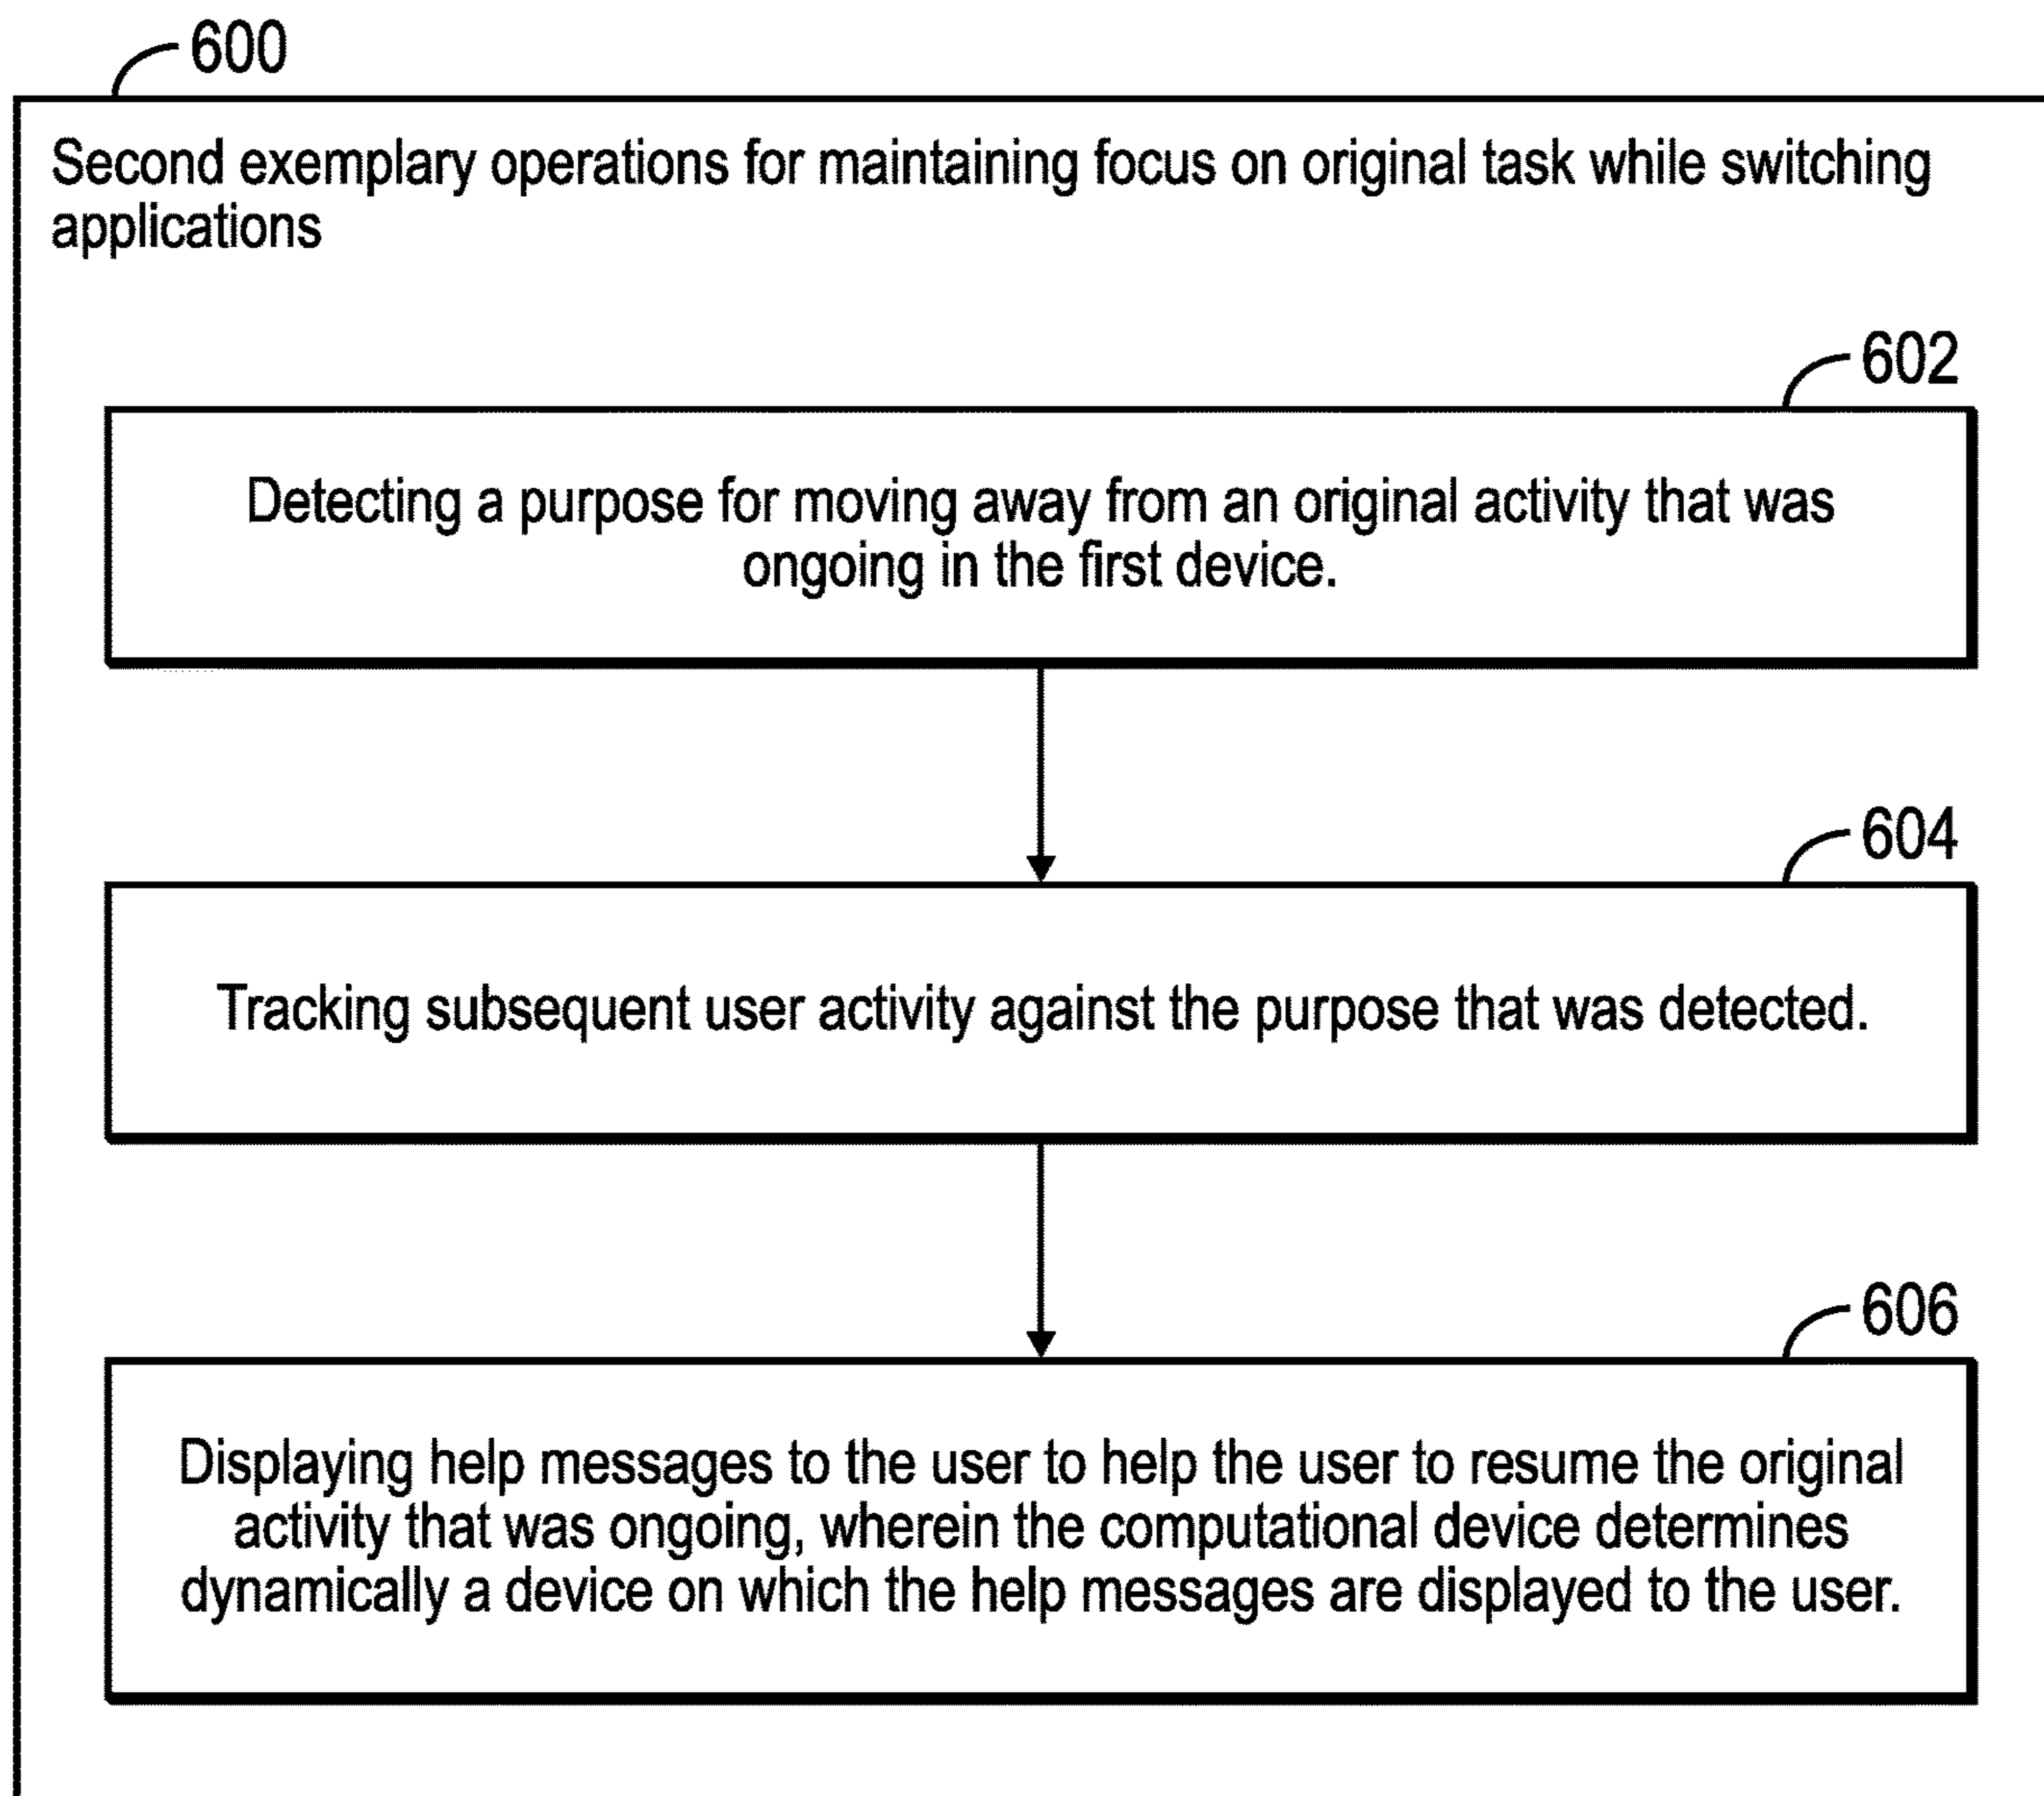 600
Second exemplary operations for maintaining focus on original task while switching
applications
602
Detecting a purpose for moving away from an original activity that was
ongoing in the first device.
604
Tracking subsequent user activity against the purpose that was detected.
606
Displaying help messages to the user to help the user to resume the original
activity that was ongoing, wherein the computational device determines
dynamically a device on which the help messages are displayed to the user.